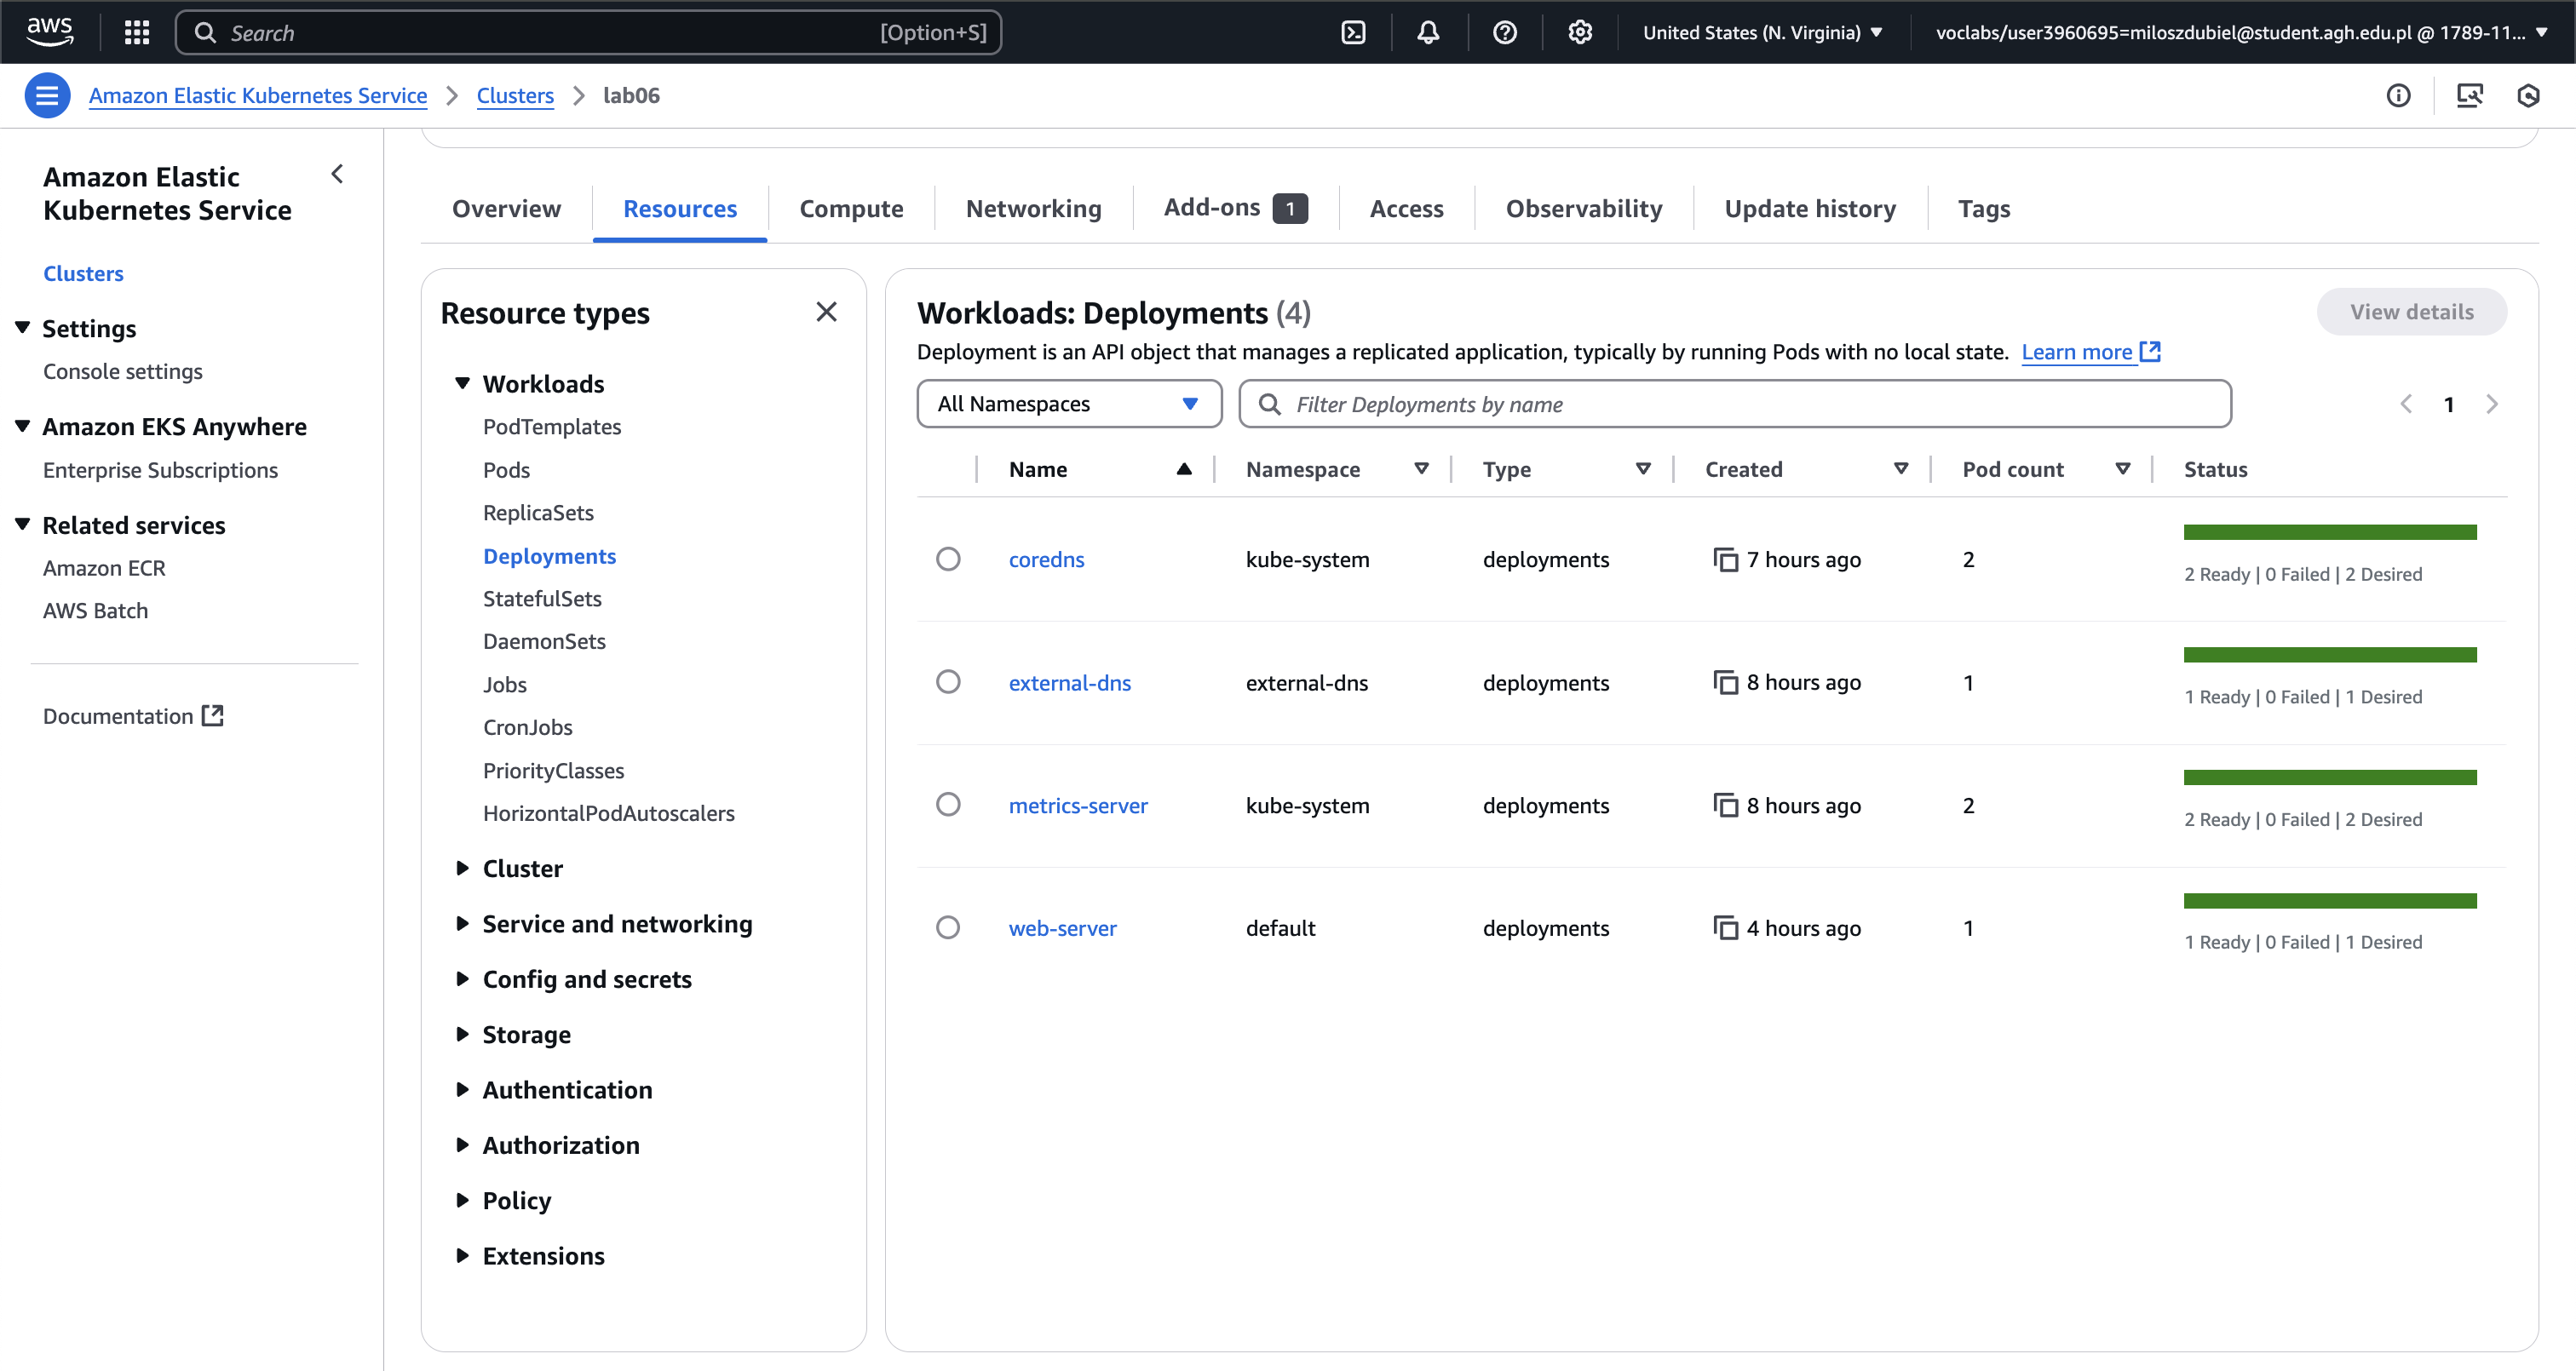 aws
Search [Option+S]
United States (N. Virginia)
voclabs/user3960695=miloszdubiel@student.agh.edu.pl @ 1789-11...
Amazon Elastic Kubernetes Service > Clusters > lab06
Amazon Elastic
Kubernetes Service
Clusters
Settings
Console settings
Amazon EKS Anywhere
Enterprise Subscriptions
Related services
Amazon ECR
AWS Batch
Documentation
Overview
Resources
Compute
Networking
Add-ons 1
Access
Observability
Update history
Tags
Resource types
Workloads
PodTemplates
Pods
ReplicaSets
Deployments
StatefulSets
DaemonSets
Jobs
CronJobs
PriorityClasses
HorizontalPodAutoscalers
Cluster
Service and networking
Config and secrets
Storage
Authentication
Authorization
Policy
Extensions
Workloads: Deployments (4)
View details
Deployment is an API object that manages a replicated application, typically by running Pods with no local state. Learn more
All Namespaces
Filter Deployments by name
1
Name Namespace Type Created Pod count Status
coredns kube-system deployments 7 hours ago 2
2 Ready | 0 Failed | 2 Desired
external-dns external-dns deployments 8 hours ago 1
1 Ready | 0 Failed | 1 Desired
metrics-server kube-system deployments 8 hours ago 2
2 Ready | 0 Failed | 2 Desired
web-server default deployments 4 hours ago 1
1 Ready | 0 Failed | 1 Desired